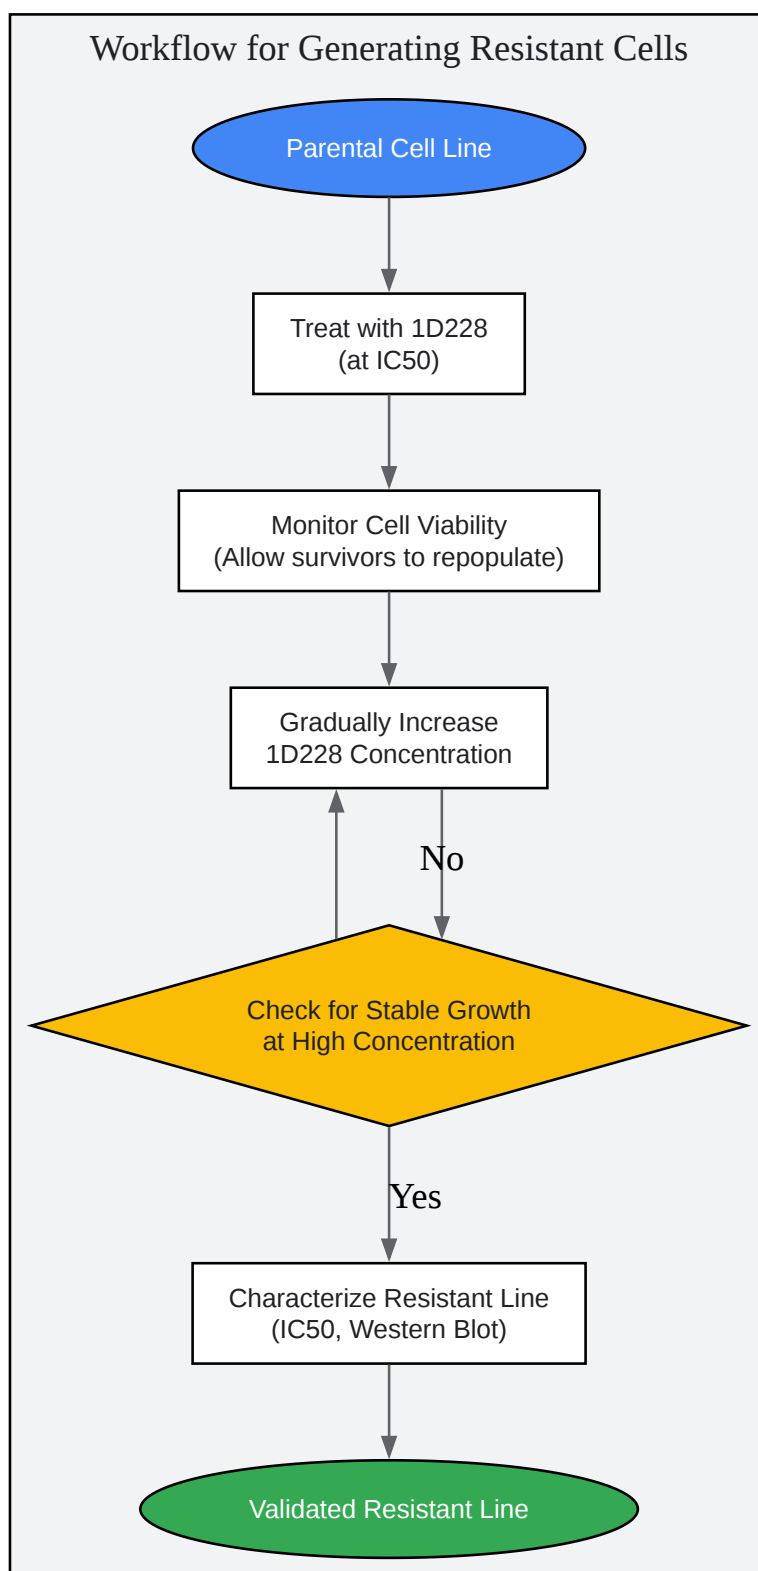 Workflow for Generating Resistant Cells
Parental Cell Line
Treat with 1D228
(at IC50)
Monitor Cell Viability
(Allow survivors to repopulate)
Gradually Increase
1D228 Concentration
No
Check for Stable Growth
at High Concentration
Yes
Characterize Resistant Line
(IC50, Western Blot)
Validated Resistant Line